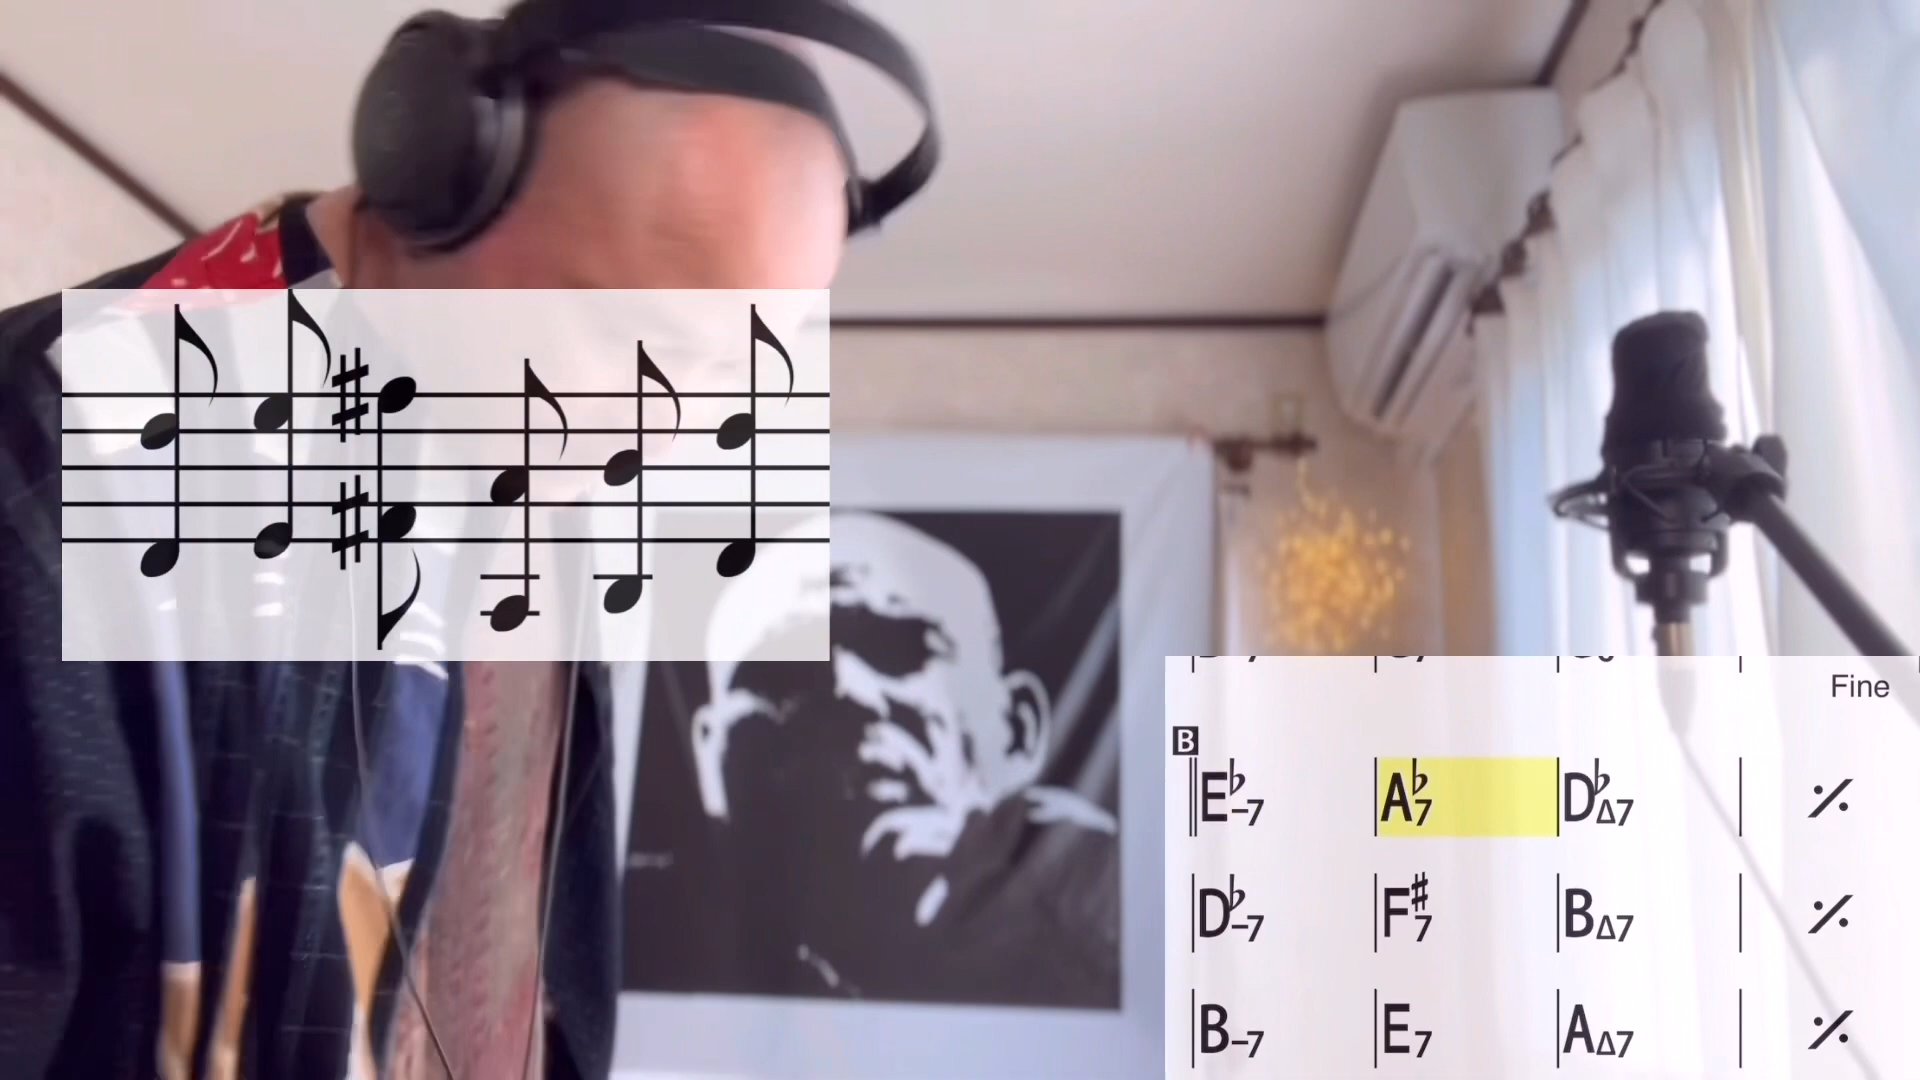 Fine
B
E♭-7 A♭7 D♭Δ7
D♭-7 F♯7 BΔ7
B-7 E7 AΔ7